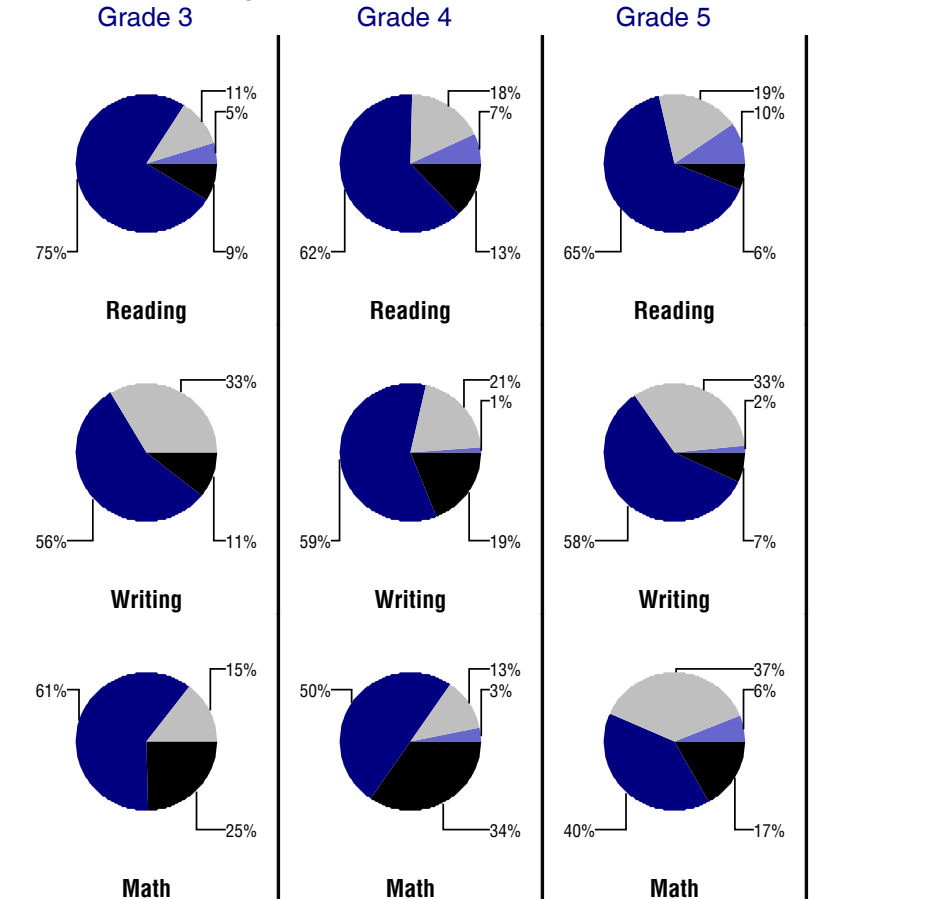 Grade 3 Grade 4 Grade 5
11% 18% 19%
5% 7% 10%
75% 9% 62% 13% 65% 6%
Reading Reading Reading
33% 21% 33%
1% 2%
56% 11% 59% 19% 58% 7%
Writing Writing Writing
15% 13% 37%
61% 50% 3% 6%
25% 34% 40% 17%
Math Math Math